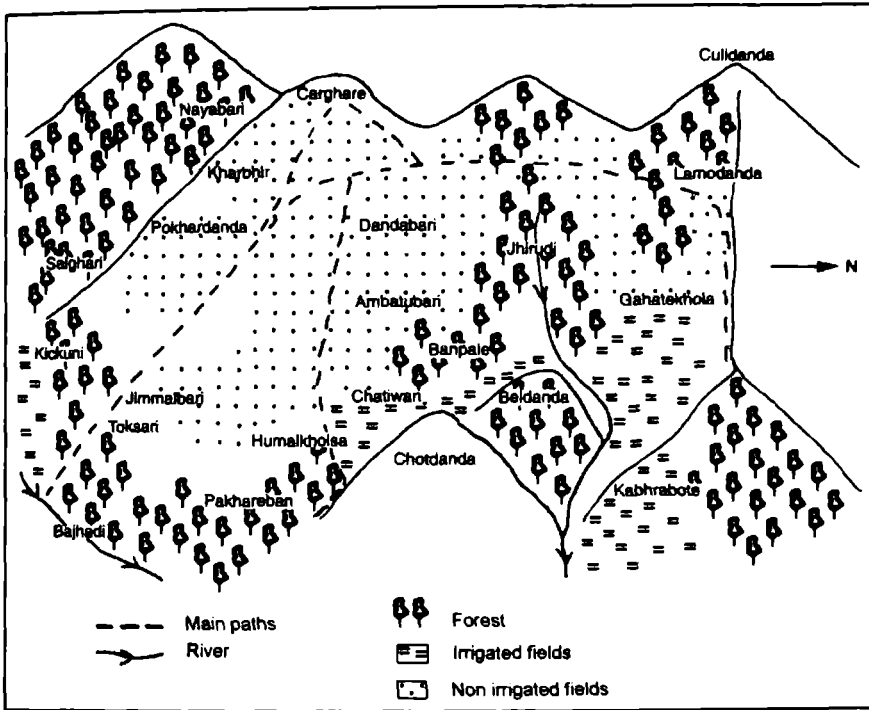 Culidanda
Carghare
Nayabari
Lamodanda
Kharbhir
Pokhardanda
Dandabari
Jhirudi
Salghari
N
Ambatubari
Gahatekhola
Kickuni
Banpale
Jimmalbari
Chatiwari
Beldanda
Toksari
Humalkholsa
Chotdanda
Pakhareban
Kabhrabote
Bajhedi
Main paths
Forest
River
Irrigated fields
Non irrigated fields